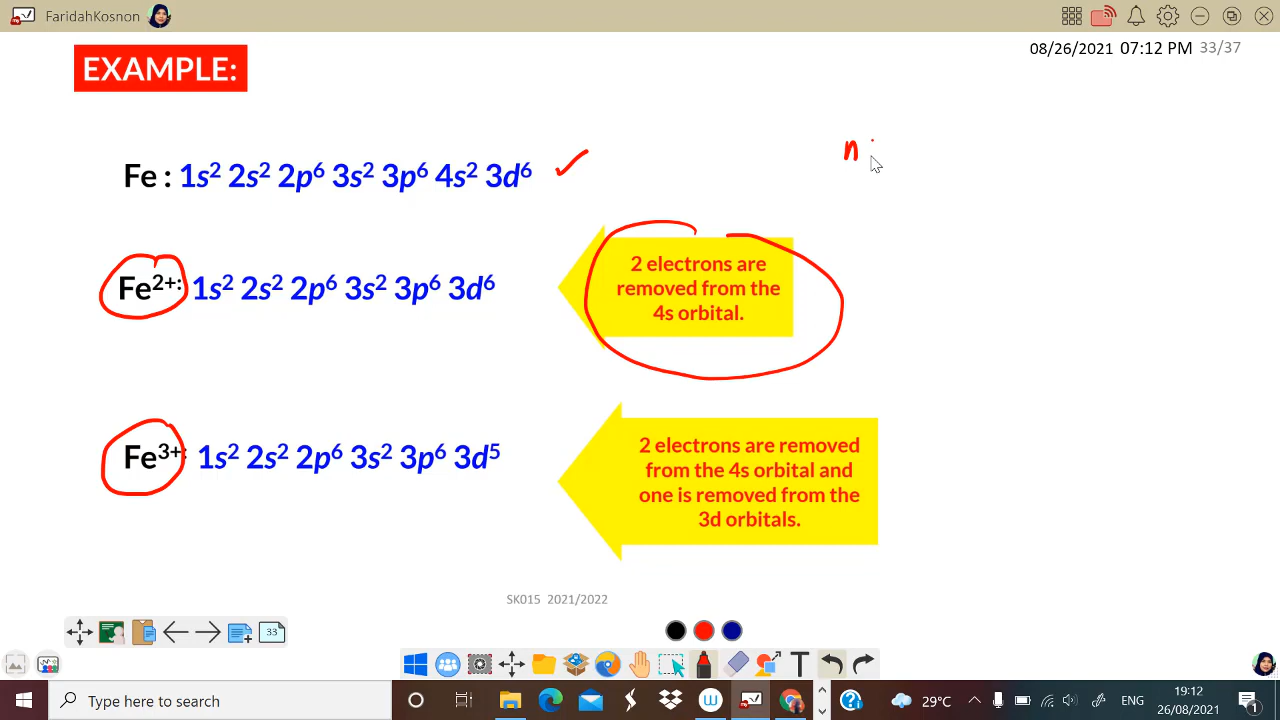 FaridahKosnon
08/26/2021 07:12 PM 33/37
EXAMPLE:
n
Fe : 1s² 2s² 2p⁶ 3s² 3p⁶ 4s² 3d⁶ ✓
Fe²⁺: 1s² 2s² 2p⁶ 3s² 3p⁶ 3d⁶
2 electrons are
removed from the
4s orbital.
Fe³⁺: 1s² 2s² 2p⁶ 3s² 3p⁶ 3d⁵
2 electrons are removed
from the 4s orbital and
one is removed from the
3d orbitals.
SK015 2021/2022
33
T
Type here to search
29°C
ENG
19:12
26/08/2021
1